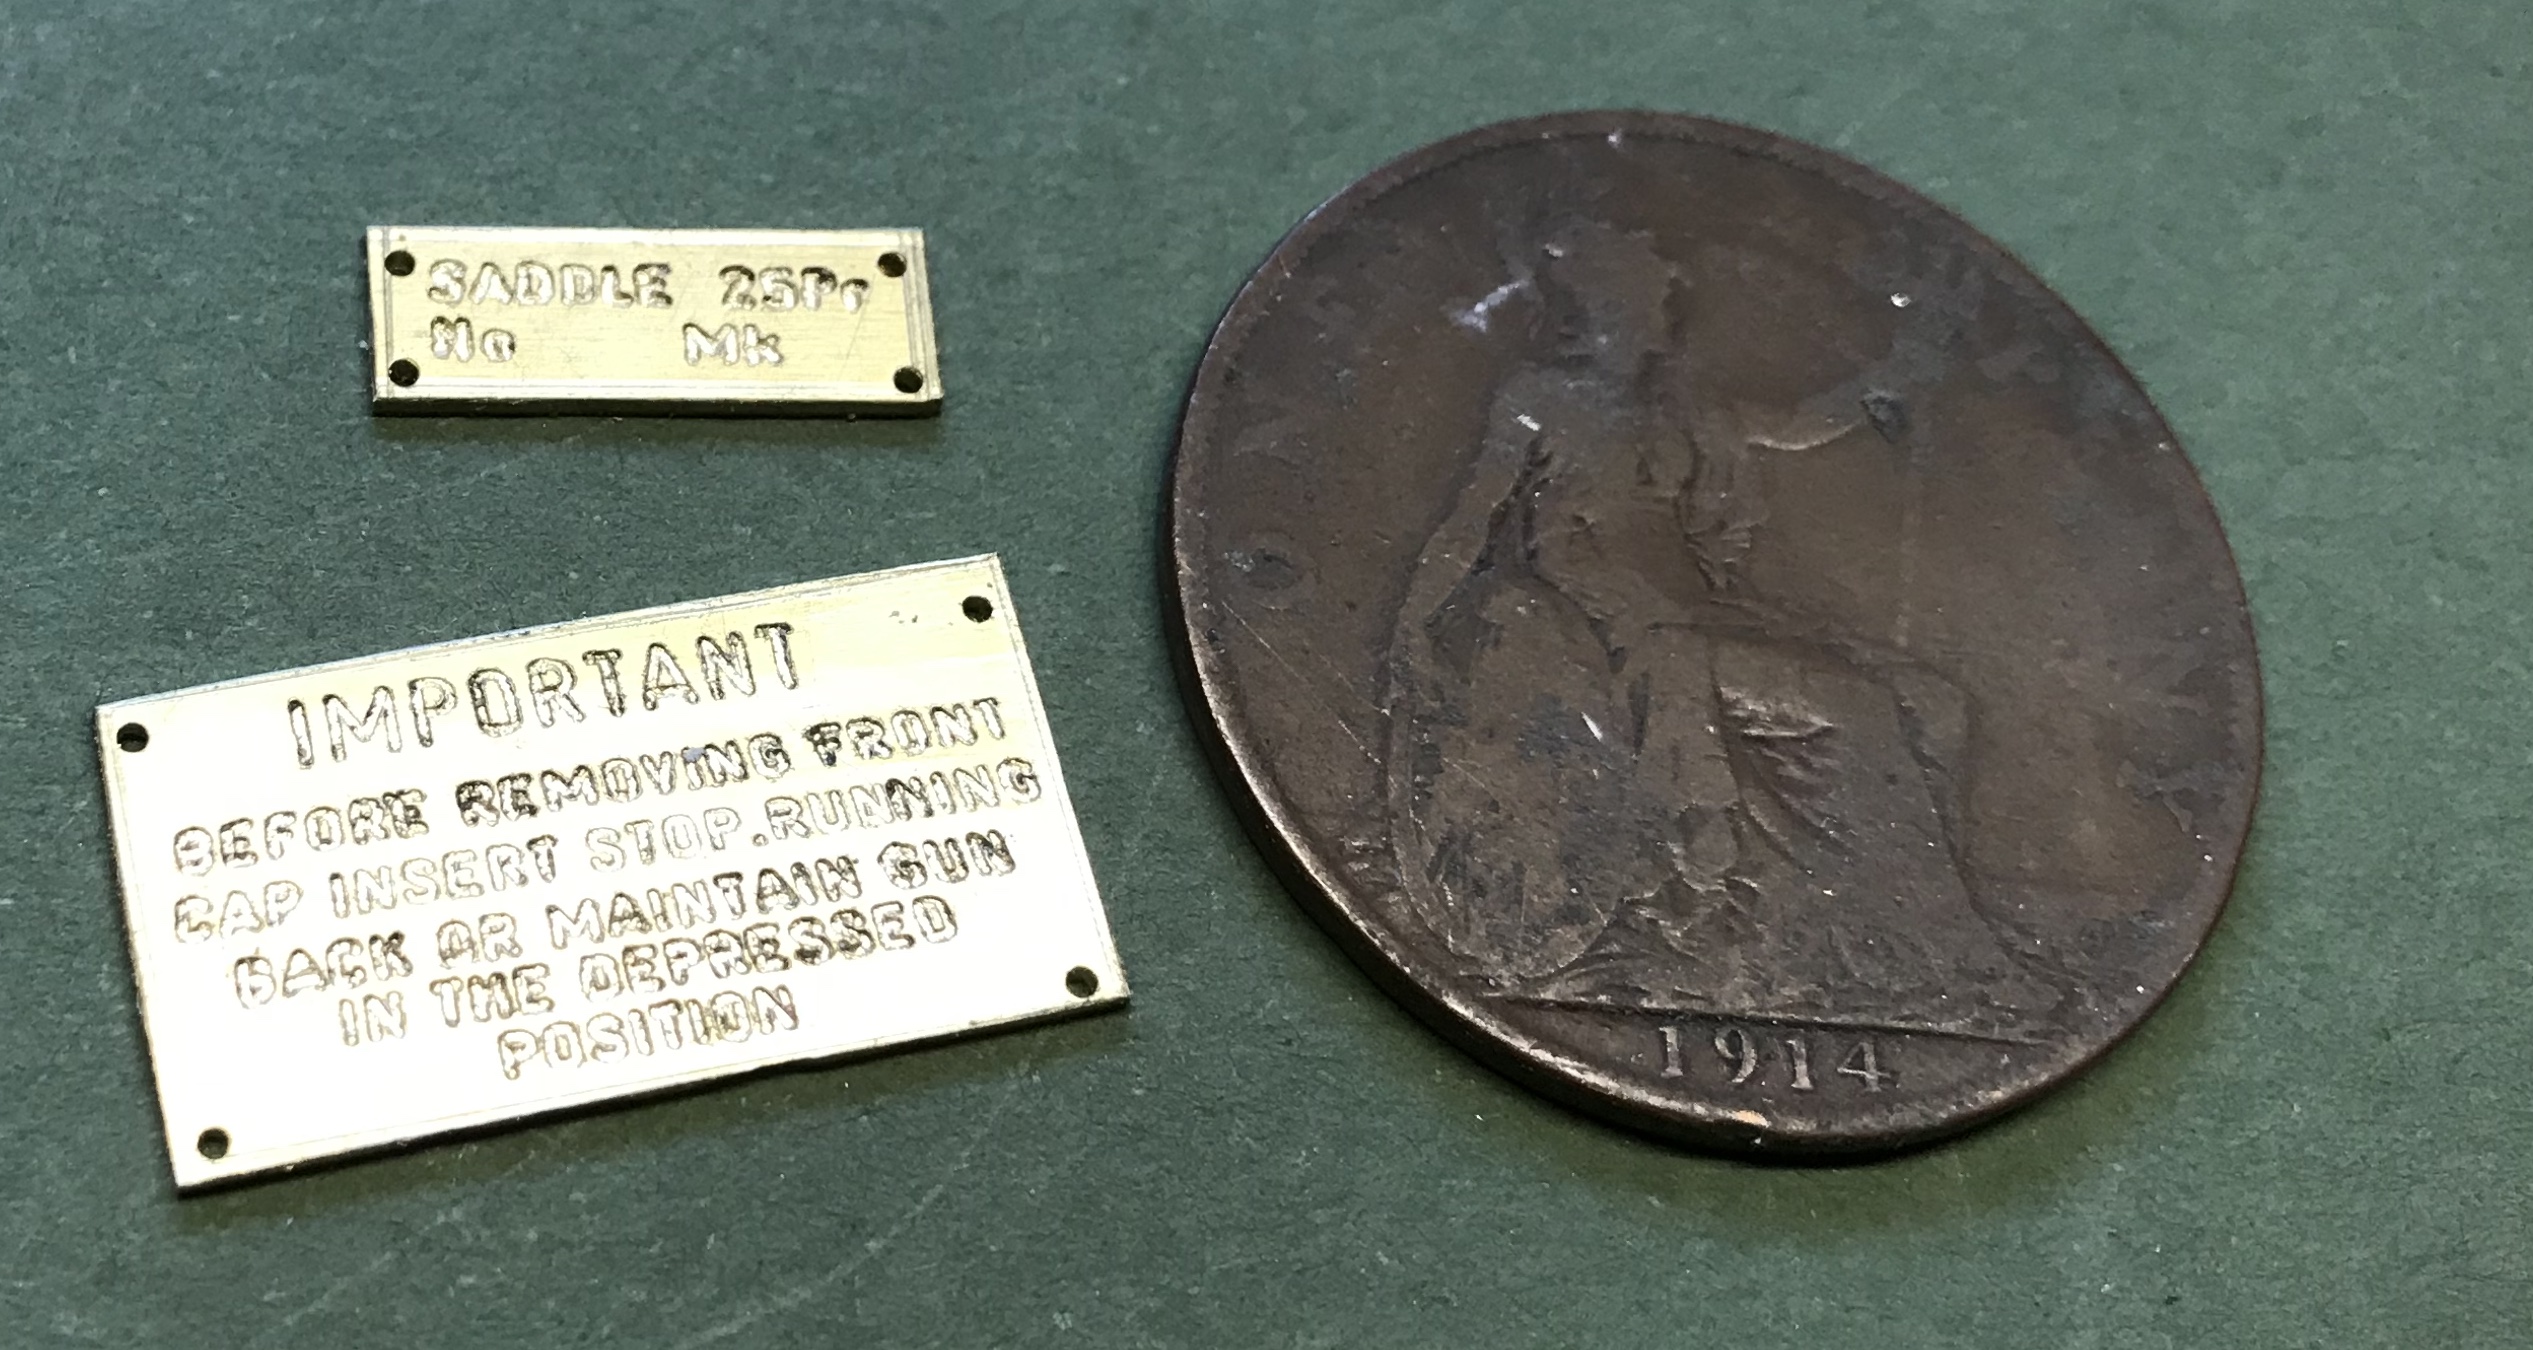 SADDLE 25Pr
No Mk
IMPORTANT
BEFORE REMOVING FRONT
CAP INSERT STOP.RUNNING
BACK OR MAINTAIN GUN
IN THE DEPRESSED
POSITION
1914